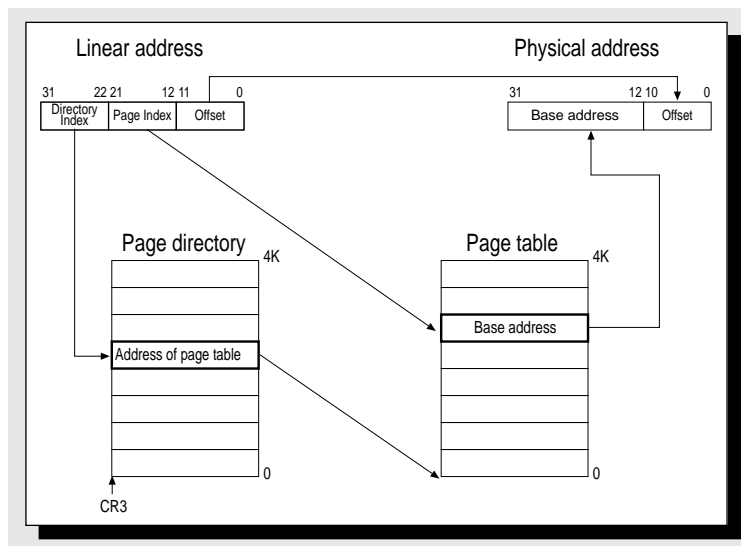 Linear address
Physical address
31 22 21 12 11 0
31 12 10 0
Directory
Index
Page Index
Offset
Base address
Offset
Page directory
Page table
4K
4K
Base address
Address of page table
0
0
CR3